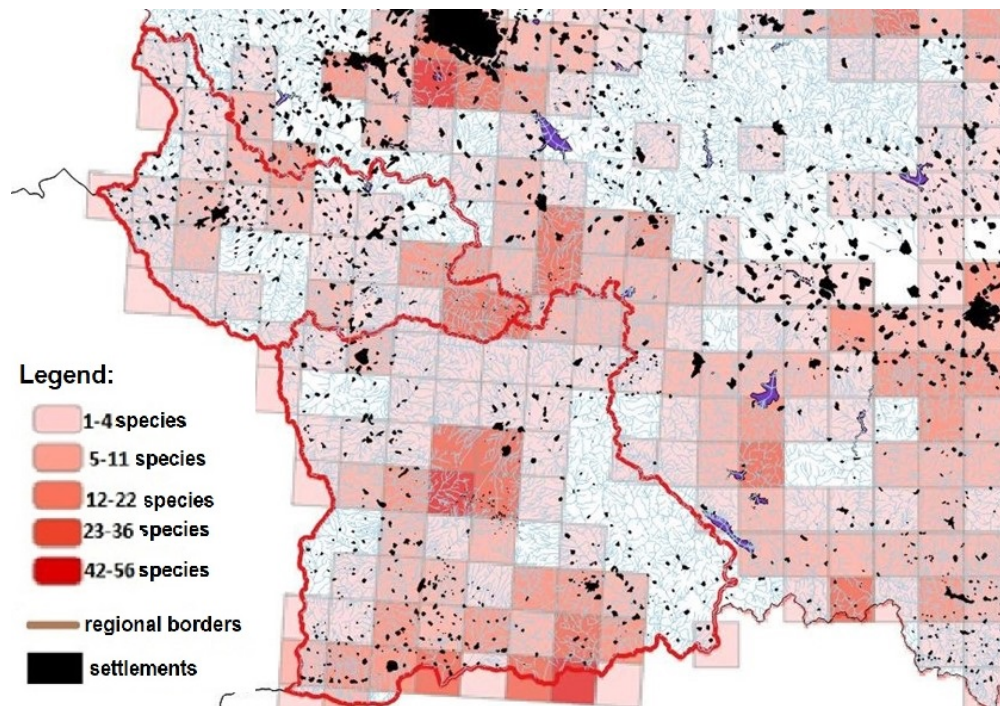 Legend:
1-4 species
5-11 species
12-22 species
23-36 species
42-56 species
regional borders
settlements